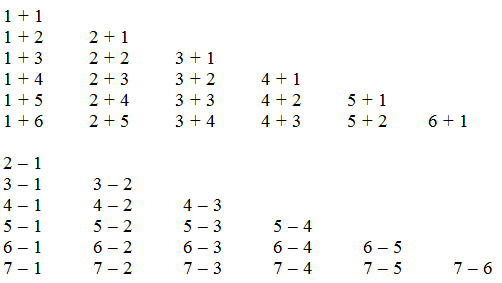 1 + 1
1 + 2 2 + 1
1 + 3 2 + 2 3 + 1
1 + 4 2 + 3 3 + 2 4 + 1
1 + 5 2 + 4 3 + 3 4 + 2 5 + 1
1 + 6 2 + 5 3 + 4 4 + 3 5 + 2 6 + 1
2 – 1
3 – 1 3 – 2
4 – 1 4 – 2 4 – 3
5 – 1 5 – 2 5 – 3 5 – 4
6 – 1 6 – 2 6 – 3 6 – 4 6 – 5
7 – 1 7 – 2 7 – 3 7 – 4 7 – 5 7 – 6